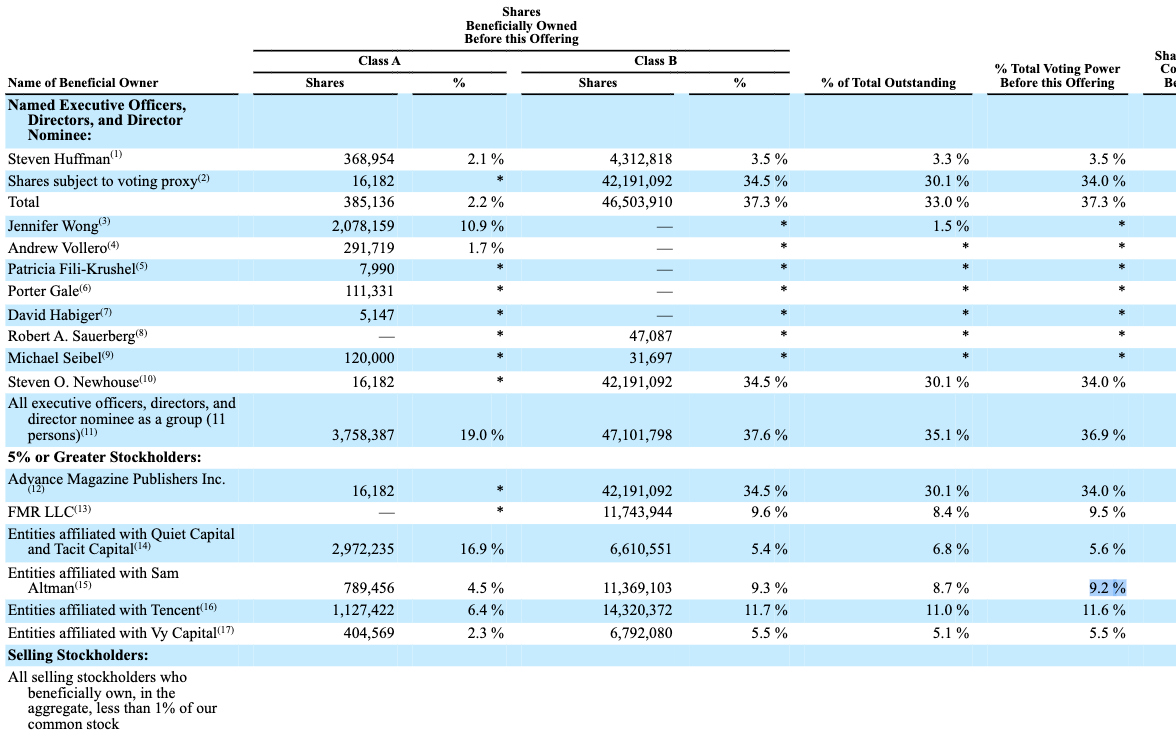 Shares
Beneficially Owned
Before this Offering
Class A Class B
Name of Beneficial Owner Shares % Shares % % of Total Outstanding % Total Voting Power
Before this Offering
Named Executive Officers,
Directors, and Director
Nominee:
Steven Huffman(1) 368,954 2.1 % 4,312,818 3.5 % 3.3 % 3.5 %
Shares subject to voting proxy(2) 16,182 * 42,191,092 34.5 % 30.1 % 34.0 %
Total 385,136 2.2 % 46,503,910 37.3 % 33.0 % 37.3 %
Jennifer Wong(3) 2,078,159 10.9 % — * 1.5 % *
Andrew Vollero(4) 291,719 1.7 % — * * *
Patricia Fili-Krushel(5) 7,990 * — * * *
Porter Gale(6) 111,331 * — * * *
David Habiger(7) 5,147 * — * * *
Robert A. Sauerberg(8) — * 47,087 * * *
Michael Seibel(9) 120,000 * 31,697 * * *
Steven O. Newhouse(10) 16,182 * 42,191,092 34.5 % 30.1 % 34.0 %
All executive officers, directors, and
director nominee as a group (11
persons)(11) 3,758,387 19.0 % 47,101,798 37.6 % 35.1 % 36.9 %
5% or Greater Stockholders:
Advance Magazine Publishers Inc.
(12) 16,182 * 42,191,092 34.5 % 30.1 % 34.0 %
FMR LLC(13) — * 11,743,944 9.6 % 8.4 % 9.5 %
Entities affiliated with Quiet Capital
and Tacit Capital(14) 2,972,235 16.9 % 6,610,551 5.4 % 6.8 % 5.6 %
Entities affiliated with Sam
Altman(15) 789,456 4.5 % 11,369,103 9.3 % 8.7 % 9.2 %
Entities affiliated with Tencent(16) 1,127,422 6.4 % 14,320,372 11.7 % 11.0 % 11.6 %
Entities affiliated with Vy Capital(17) 404,569 2.3 % 6,792,080 5.5 % 5.1 % 5.5 %
Selling Stockholders:
All selling stockholders who
beneficially own, in the
aggregate, less than 1% of our
common stock